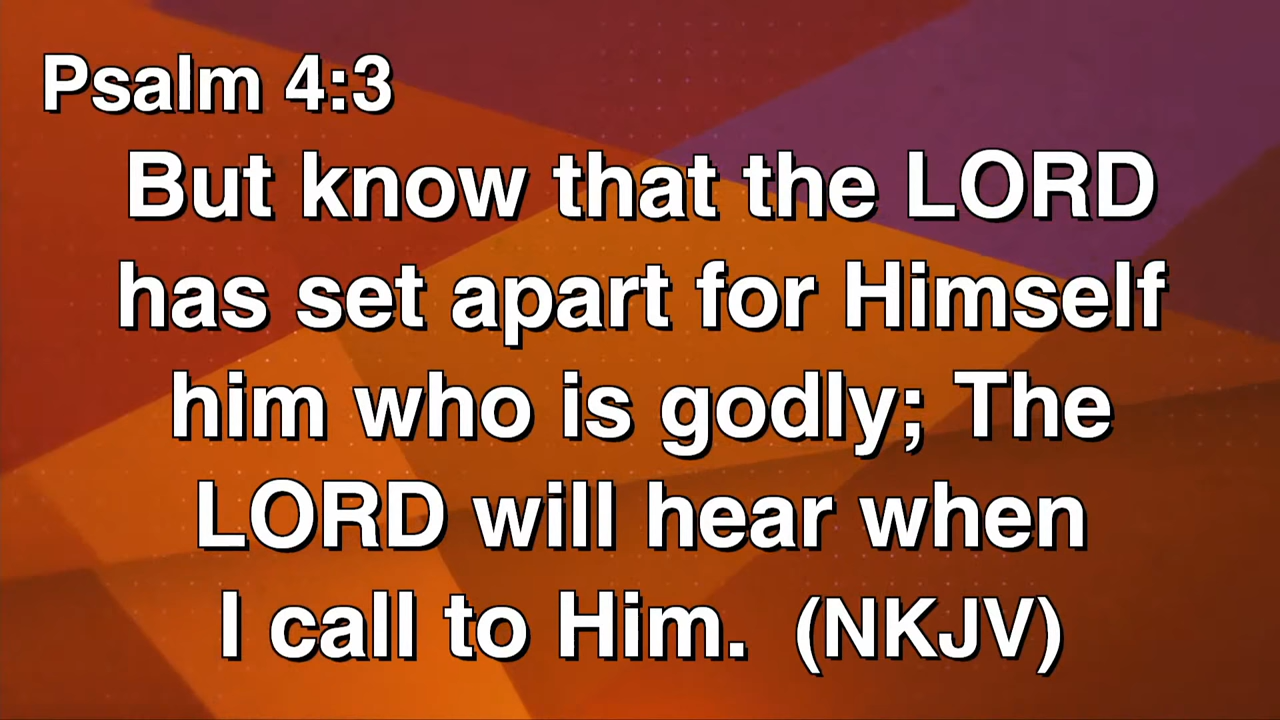 Psalm 4:3
But know that the LORD
has set apart for Himself
him who is godly; The
LORD will hear when
I call to Him. (NKJV)